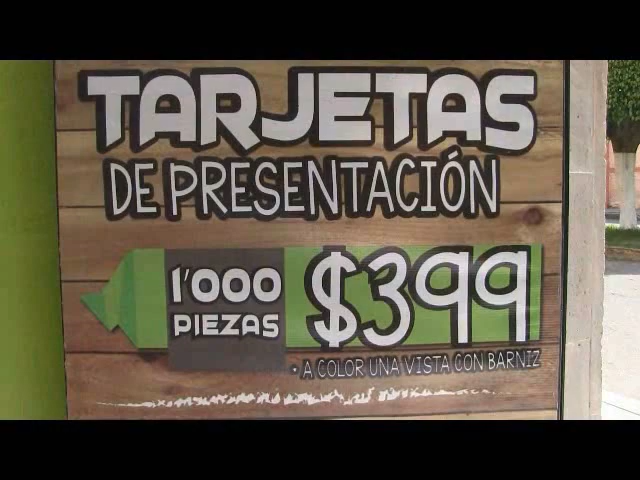 TARJETAS
DE PRESENTACIÓN
1'000
PIEZAS
$399
• A COLOR UNA VISTA CON BARNIZ